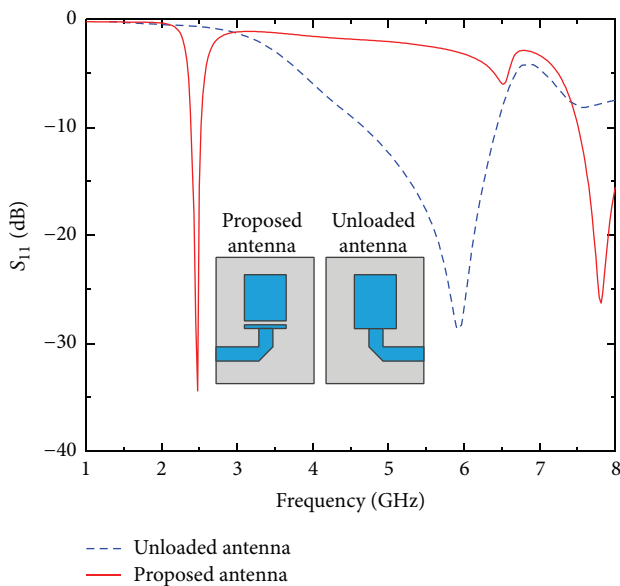 0
−10
−20
−30
−40
S11 (dB)
Proposed
antenna
Unloaded
antenna
1 2 3 4 5 6 7 8
Frequency (GHz)
Unloaded antenna
Proposed antenna